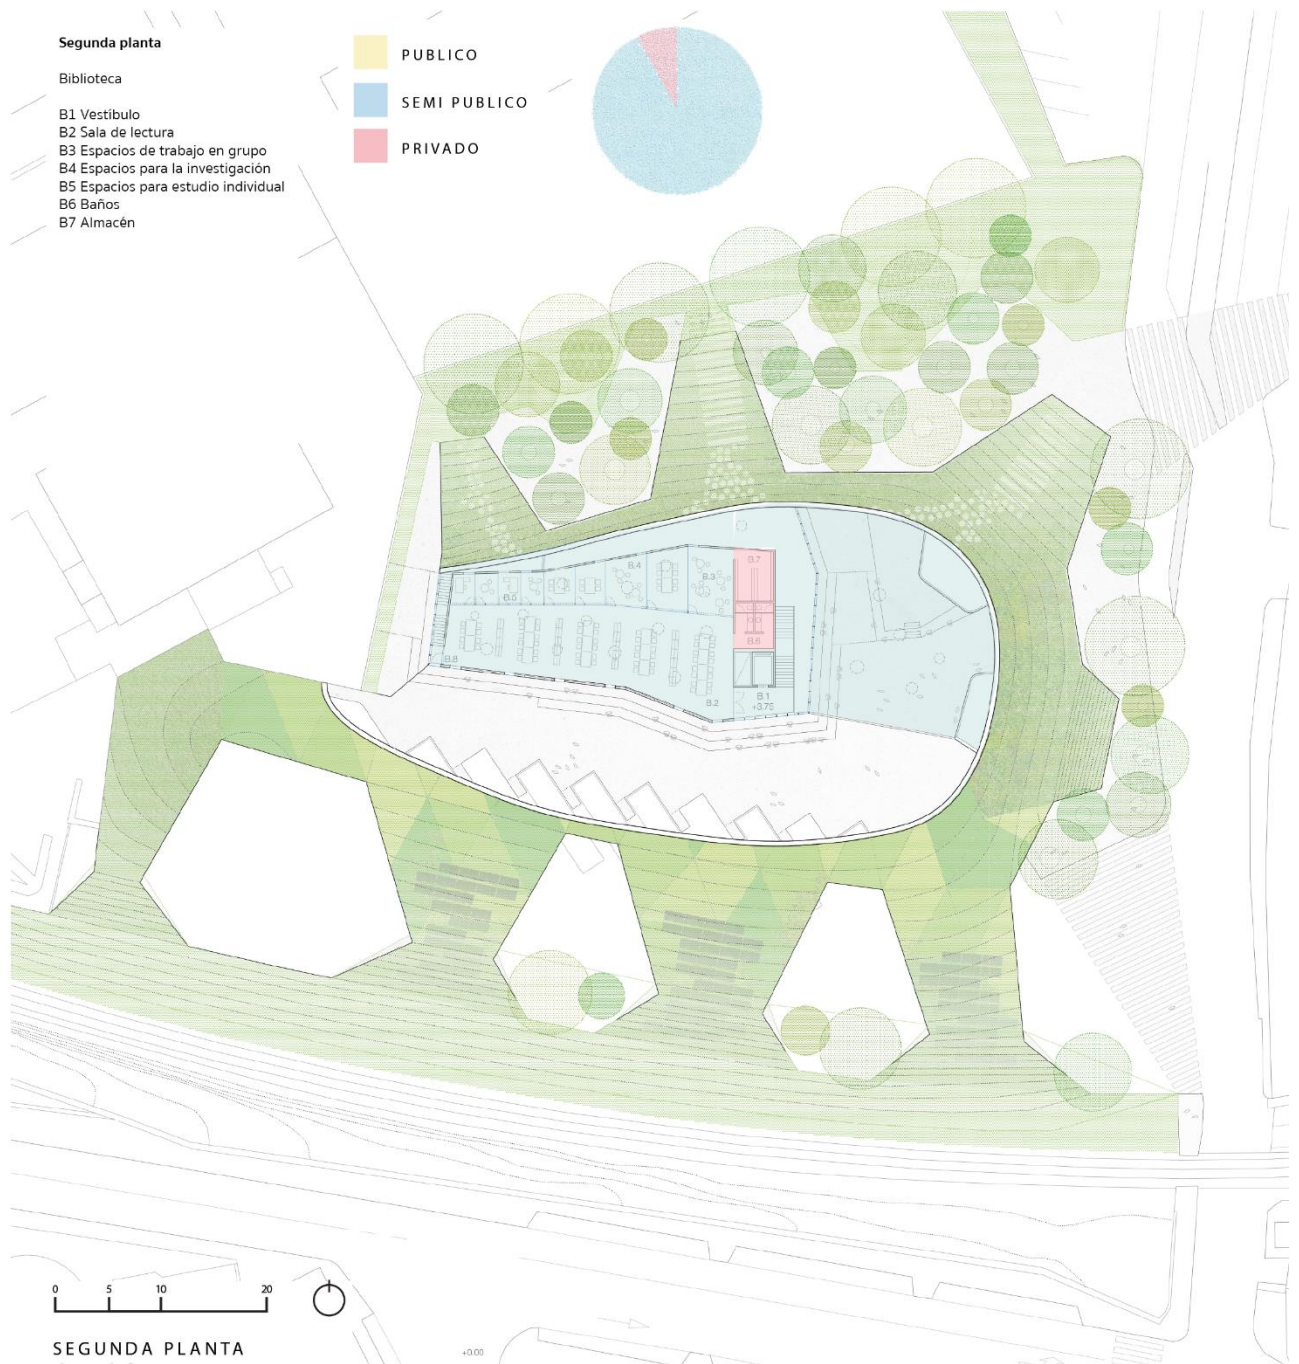 Segunda planta
Biblioteca
B1 Vestíbulo
B2 Sala de lectura
B3 Espacios de trabajo en grupo
B4 Espacios para la investigación
B5 Espacios para estudio individual
B6 Baños
B7 Almacén
PUBLICO
SEMI PUBLICO
PRIVADO
B.7
B.4
B.3
B.5
B.6
B.8
B.1
+3.75
B.2
0 5 10 20
SEGUNDA PLANTA
+0.00